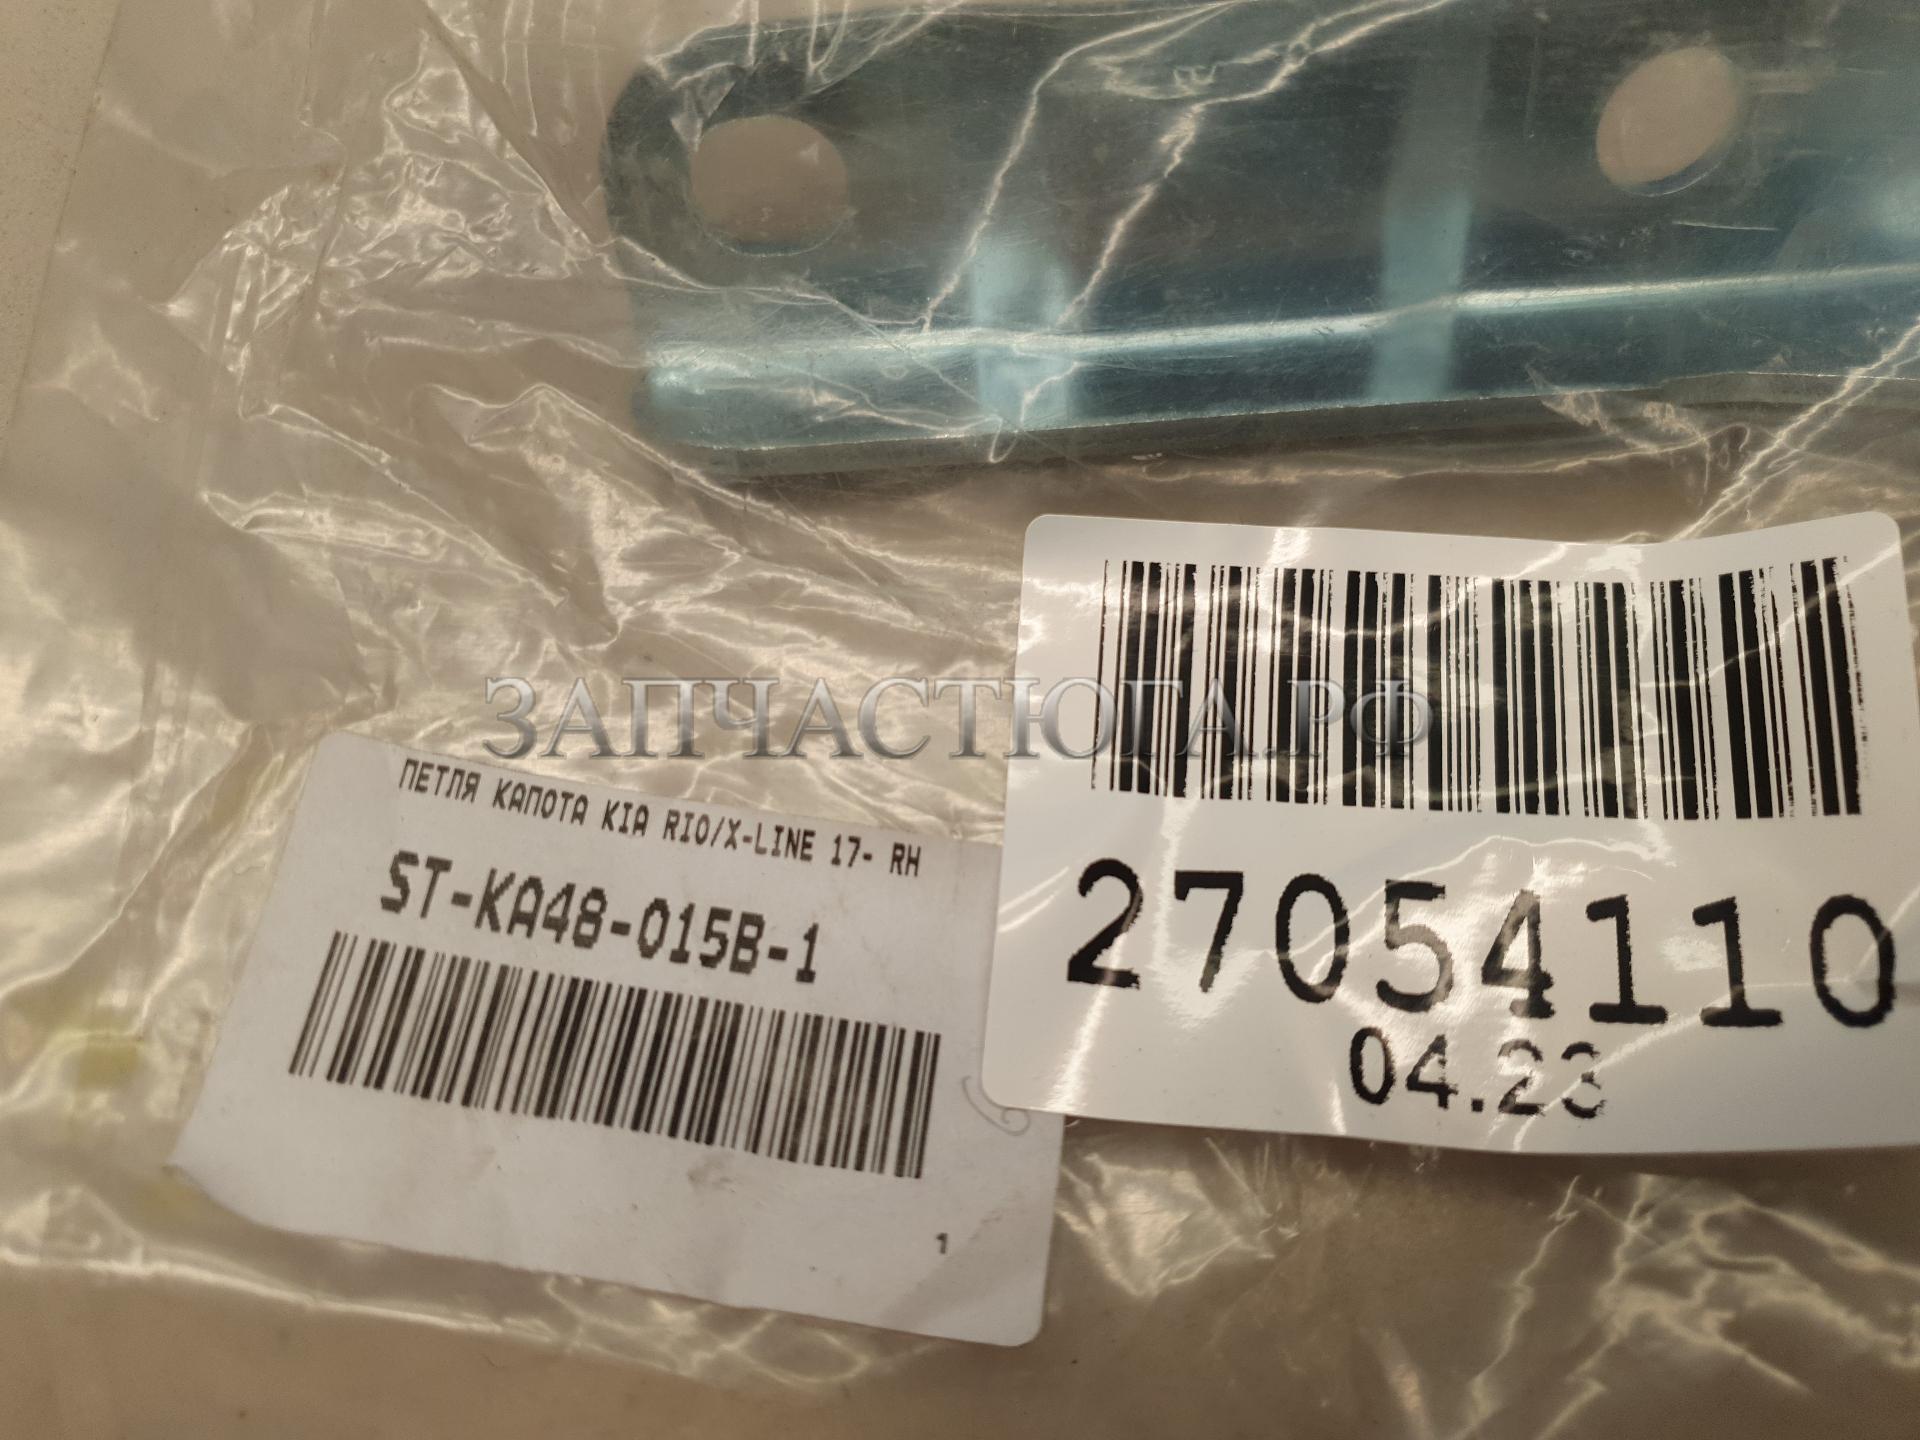 ЗАПЧАСТЮГА.РФ
ПЕТЛЯ КАПОТА KIA RIO/X-LINE 17- RH
ST-KA48-015B-1
1
27054110
04.23